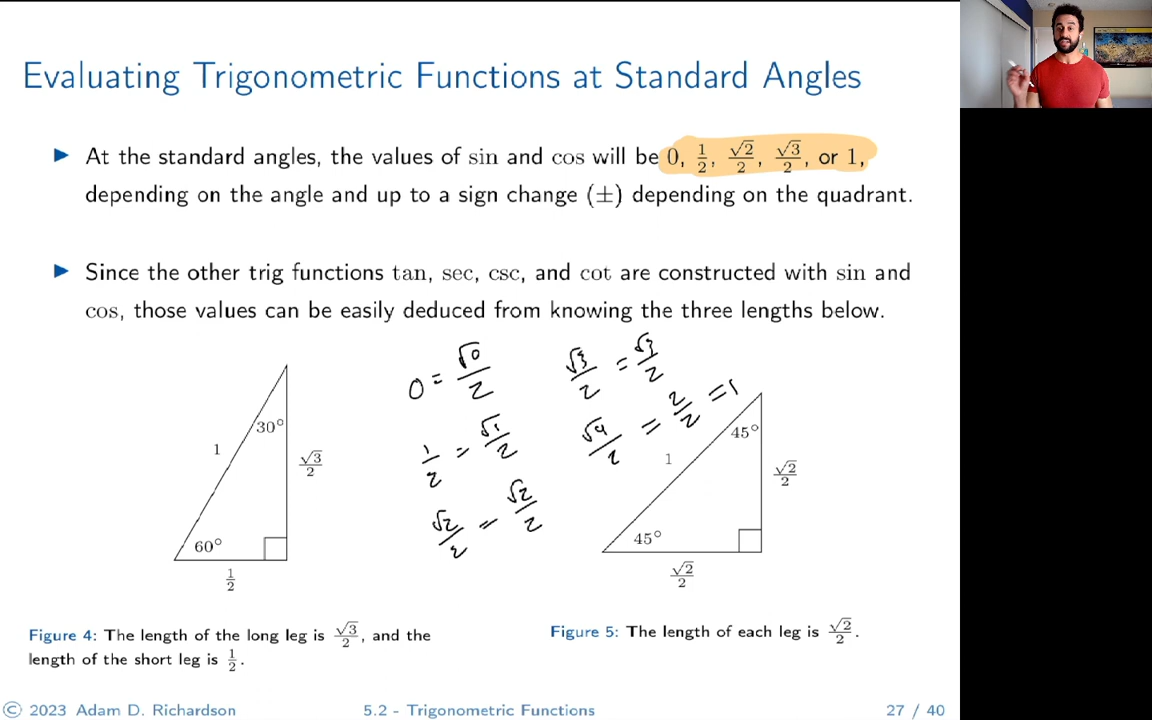 Evaluating Trigonometric Functions at Standard Angles
▶ At the standard angles, the values of sin and cos will be 0, 1/2, √2/2, √3/2, or 1,
depending on the angle and up to a sign change (±) depending on the quadrant.
▶ Since the other trig functions tan, sec, csc, and cot are constructed with sin and
cos, those values can be easily deduced from knowing the three lengths below.
30°
1
√3/2
60°
1/2
0 = √0/2
1/2 = √1/2
√2/2 = √2/2
√3/2 = √3/2
√4/2 = 2/2 = 1
45°
1
√2/2
45°
√2/2
Figure 4: The length of the long leg is √3/2, and the
length of the short leg is 1/2.
Figure 5: The length of each leg is √2/2.
© 2023 Adam D. Richardson
5.2 - Trigonometric Functions
27 / 40